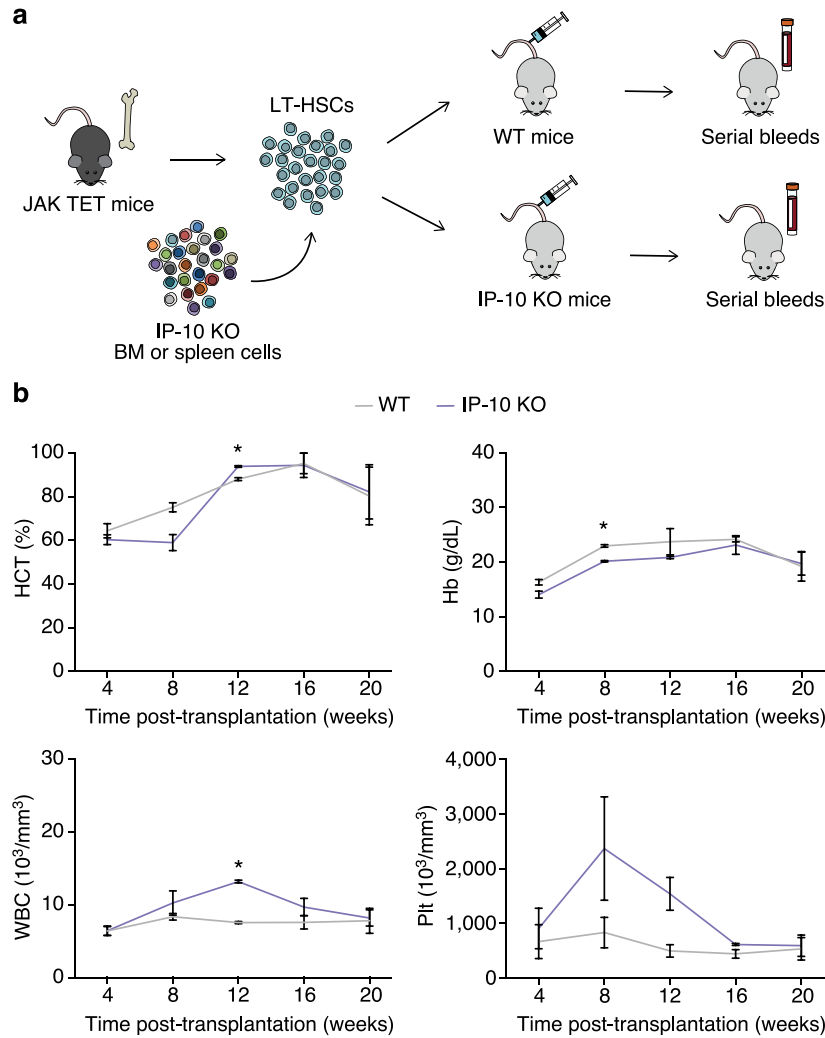 a
LT-HSCs
JAK TET mice
WT mice
Serial bleeds
IP-10 KO
BM or spleen cells
IP-10 KO mice
Serial bleeds
b
WT
IP-10 KO
HCT (%)
100
80
60
40
20
0
*
4 8 12 16 20
Time post-transplantation (weeks)
Hb (g/dL)
40
30
20
10
0
*
4 8 12 16 20
Time post-transplantation (weeks)
WBC (10³/mm³)
30
20
10
0
*
4 8 12 16 20
Time post-transplantation (weeks)
Plt (10³/mm³)
4,000
3,000
2,000
1,000
0
4 8 12 16 20
Time post-transplantation (weeks)